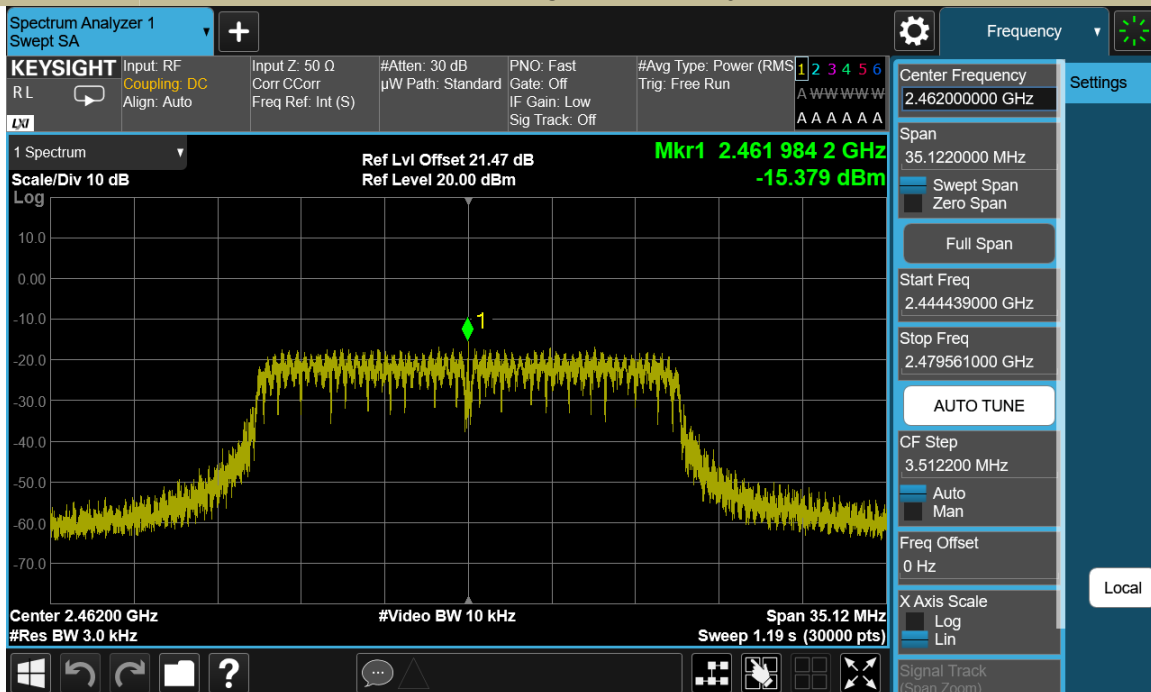 Spectrum Analyzer 1
Swept SA
+
Frequency
KEYSIGHT
R L
LXI
Input: RF
Coupling: DC
Align: Auto
Input Z: 50 Ω
Corr CCorr
Freq Ref: Int (S)
#Atten: 30 dB
µW Path: Standard
PNO: Fast
Gate: Off
IF Gain: Low
Sig Track: Off
#Avg Type: Power (RMS
Trig: Free Run
1 2 3 4 5 6
A W W W W W
A A A A A A
1 Spectrum
Scale/Div 10 dB
Log
Ref Lvl Offset 21.47 dB
Ref Level 20.00 dBm
Mkr1 2.461 984 2 GHz
-15.379 dBm
10.0
0.00
-10.0
-20.0
-30.0
-40.0
-50.0
-60.0
-70.0
1
Center 2.46200 GHz
#Res BW 3.0 kHz
#Video BW 10 kHz
Span 35.12 MHz
Sweep 1.19 s (30000 pts)
?
Center Frequency
2.462000000 GHz
Span
35.1220000 MHz
Swept Span
Zero Span
Full Span
Start Freq
2.444439000 GHz
Stop Freq
2.479561000 GHz
AUTO TUNE
CF Step
3.512200 MHz
Auto
Man
Freq Offset
0 Hz
X Axis Scale
Log
Lin
Signal Track
(Span Zoom)
Settings
Local